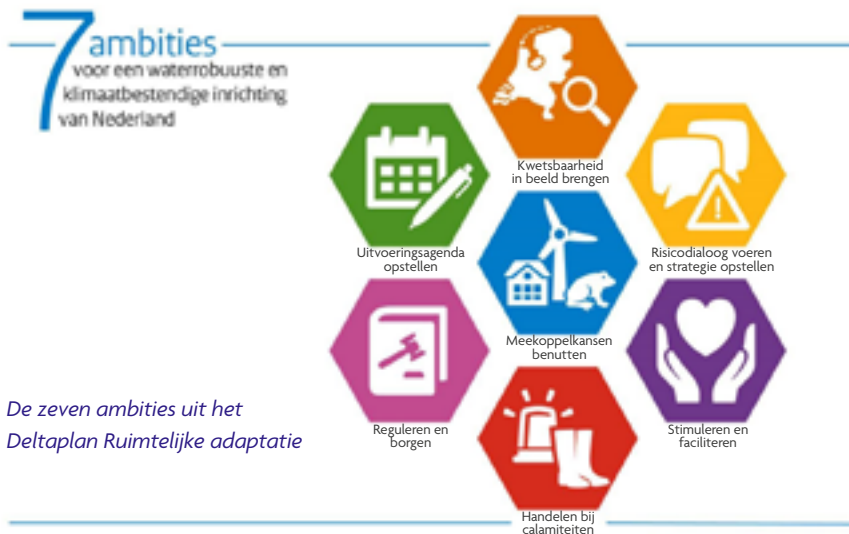 7 ambities
voor een waterrobuuste en
klimaatbestendige inrichting
van Nederland
Kwetsbaarheid
in beeld brengen
Uitvoeringsagenda
opstellen
Risicodialoog voeren
en strategie opstellen
Meekoppelkansen
benutten
Reguleren en
borgen
Stimuleren en
faciliteren
Handelen bij
calamiteiten
De zeven ambities uit het
Deltaplan Ruimtelijke adaptatie